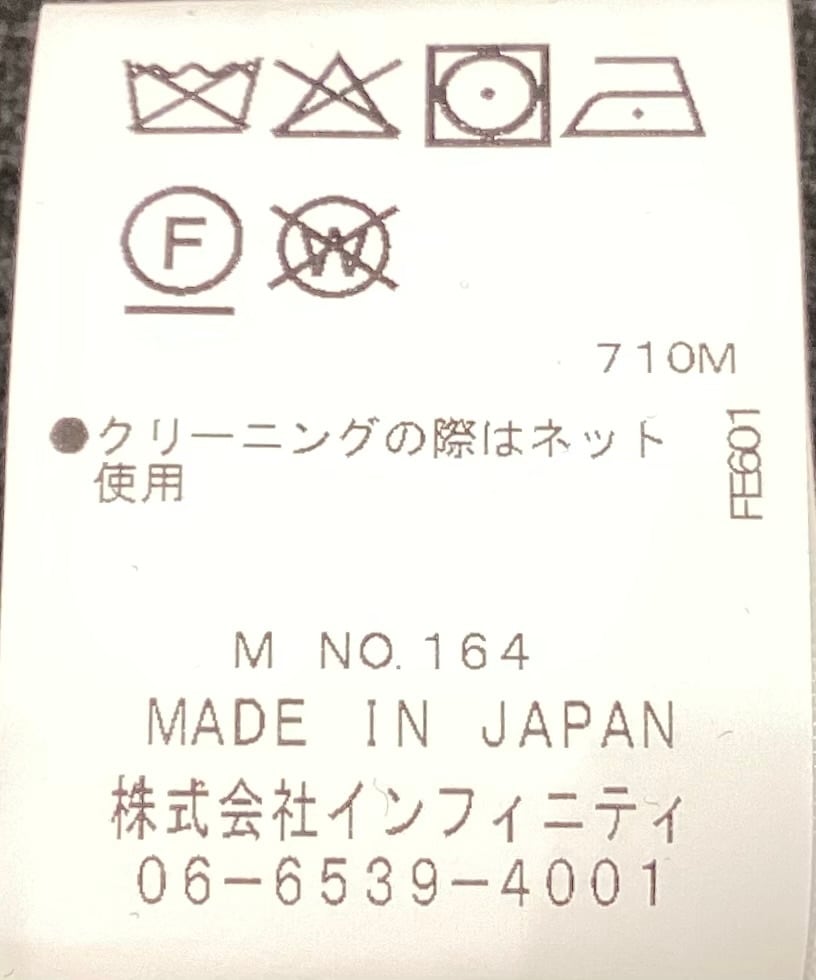 F W
710M
●クリーニングの際はネット
使用
FE601
M NO.164
MADE IN JAPAN
株式会社インフィニティ
06-6539-4001